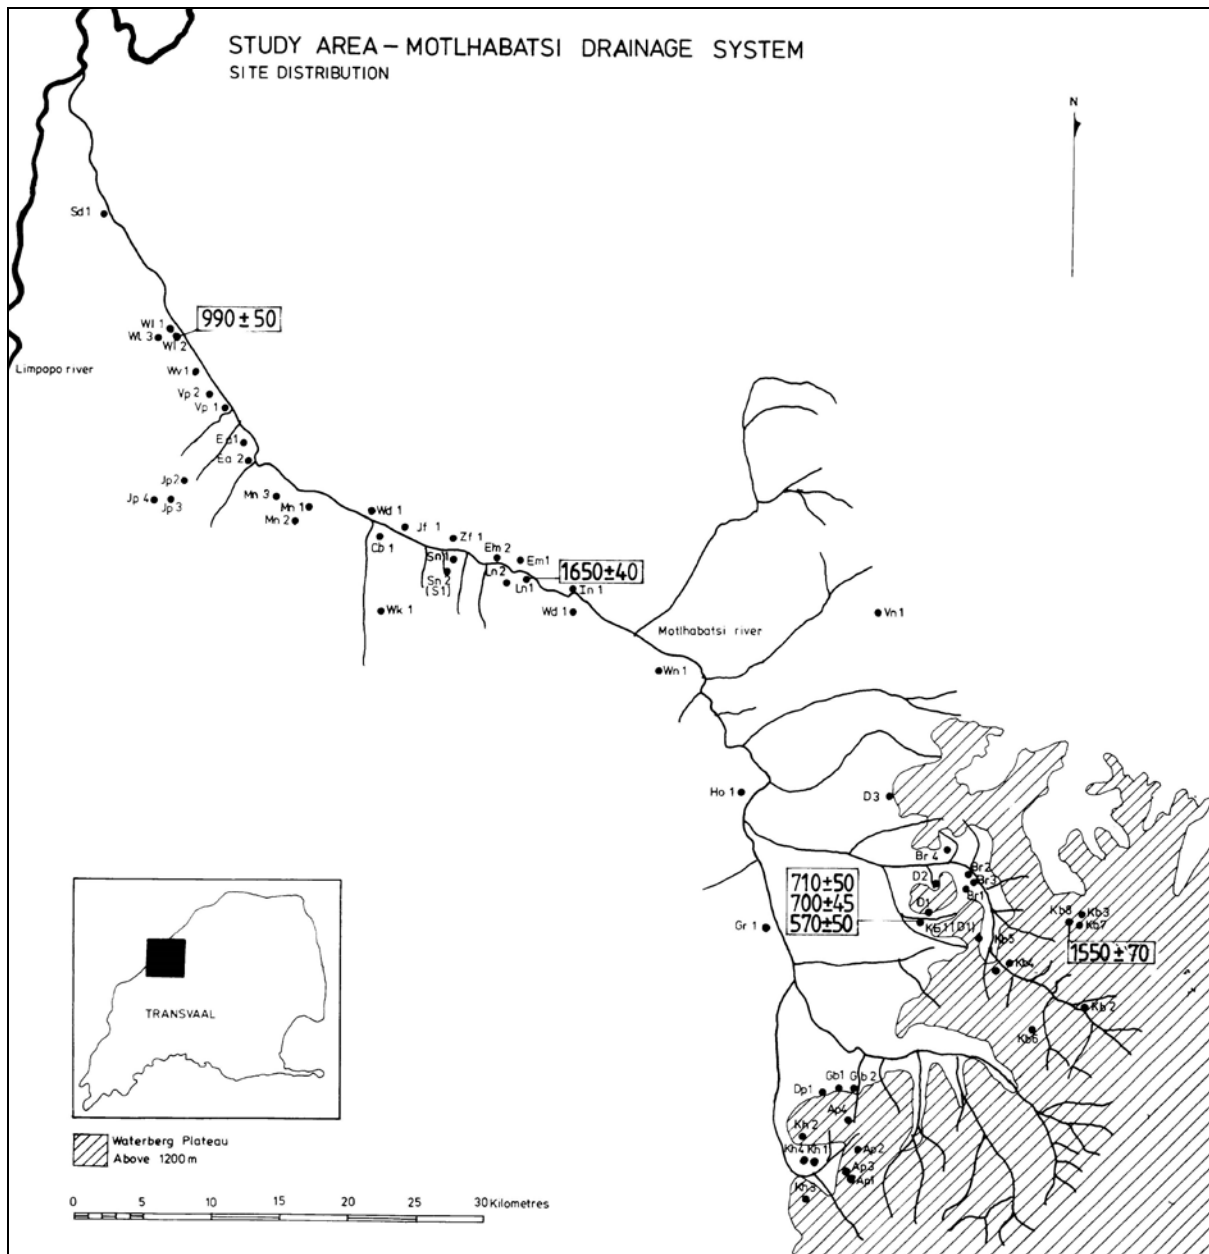 STUDY AREA – MOTLHABATSI DRAINAGE SYSTEM
SITE DISTRIBUTION
N
Sd 1
990 ± 50
Wl 1
Wl 3
Wl 2
Limpopo river
Wv 1
Vp 2
Vp 1
Ea 1
Ea 2
Jp 2
Jp 4
Jp 3
Mn 3
Mn 1
Mn 2
Wd 1
Jf 1
Cb 1
Zf 1
Sn 1
Sn 2
(S1)
Em 2
Em 1
Ln 2
Ln 1
1650 ± 40
In 1
Wk 1
Wd 1
Motlhabatsi river
Vn 1
Wn 1
Ho 1
D 3
Br 4
Br 2
Br 3
Br 1
D2
D1
710 ± 50
700 ± 45
570 ± 50
Kb 1 (D1)
Gr 1
Kb 5
Kb 4
Kb 8
Kb 3
Kb 7
1550 ± 70
Kb 2
Kb 6
Gb 1
Gb 2
Dp 1
Ap 4
Kh 2
Kh 4
Kh 1
Ap 2
Ap 3
Ap 1
Kh 3
TRANSVAAL
Waterberg Plateau
Above 1200 m
0 5 10 15 20 30 Kilometres